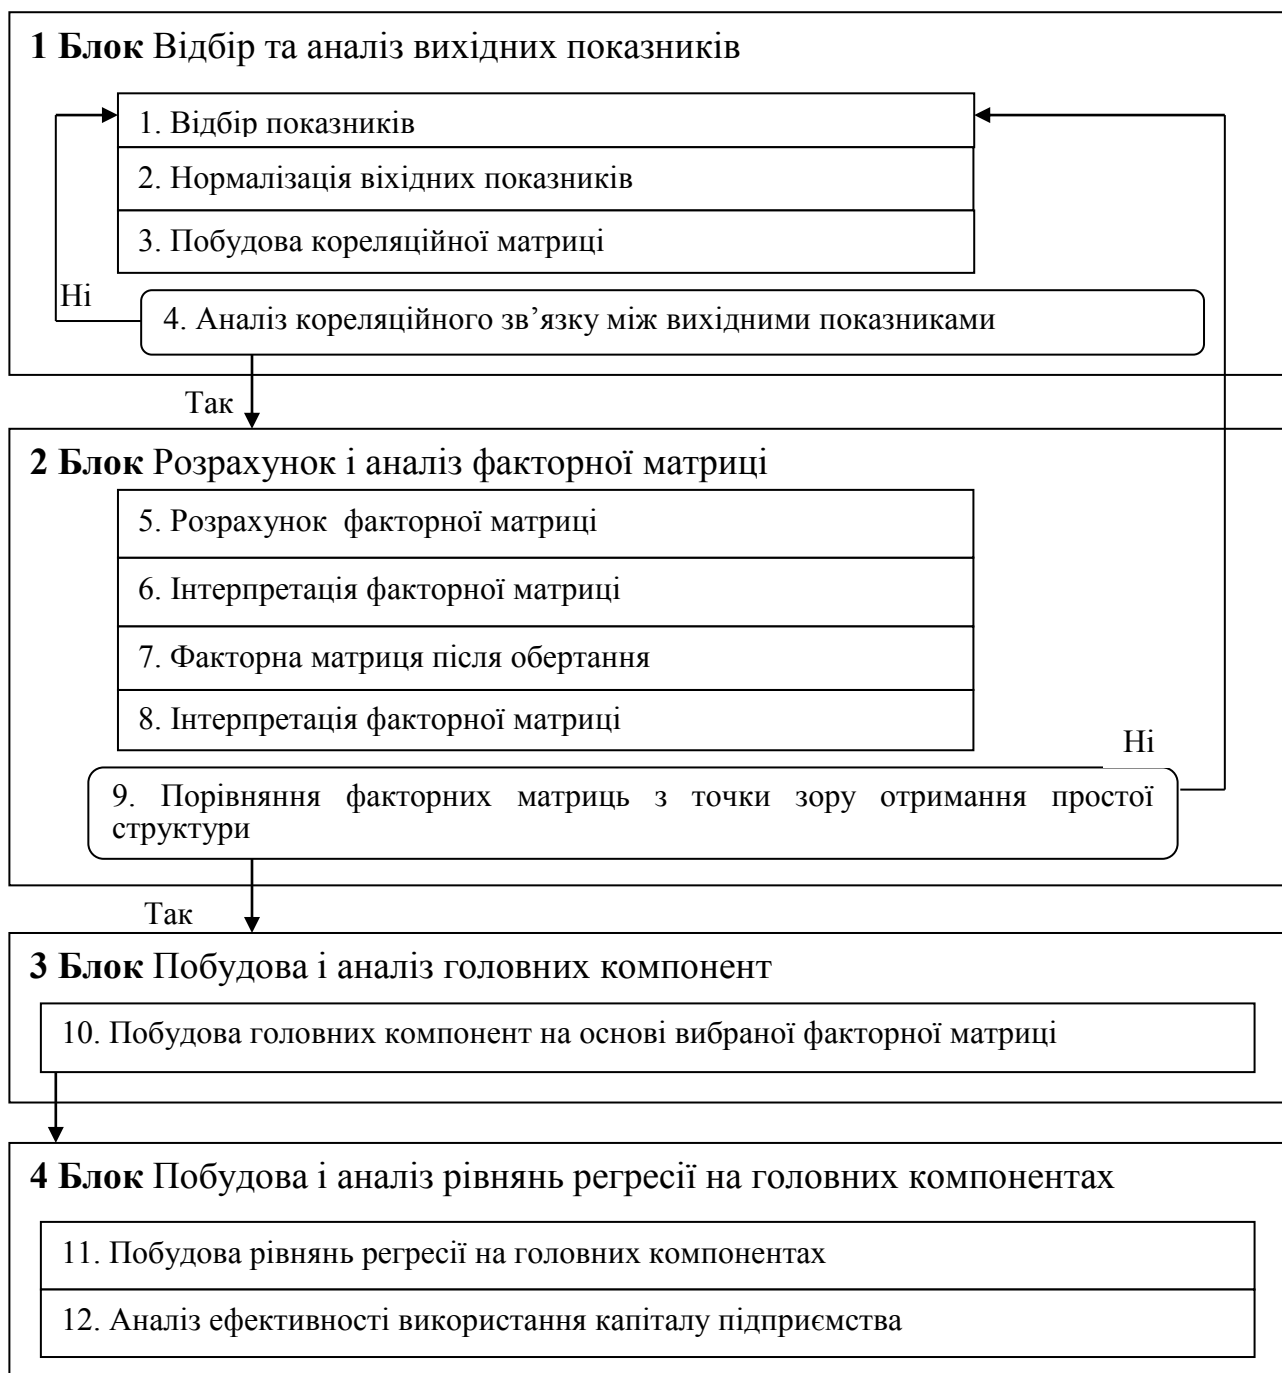 1 Блок Відбір та аналіз вихідних показників
1. Відбір показників
2. Нормалізація віхідних показників
3. Побудова кореляційної матриці
Ні
4. Аналіз кореляційного зв’язку між вихідними показниками
Так
2 Блок Розрахунок і аналіз факторної матриці
5. Розрахунок факторної матриці
6. Інтерпретація факторної матриці
7. Факторна матриця після обертання
8. Інтерпретація факторної матриці
Ні
9. Порівняння факторних матриць з точки зору отримання простої
структури
Так
3 Блок Побудова і аналіз головних компонент
10. Побудова головних компонент на основі вибраної факторної матриці
4 Блок Побудова і аналіз рівнянь регресії на головних компонентах
11. Побудова рівнянь регресії на головних компонентах
12. Аналіз ефективності використання капіталу підприємства